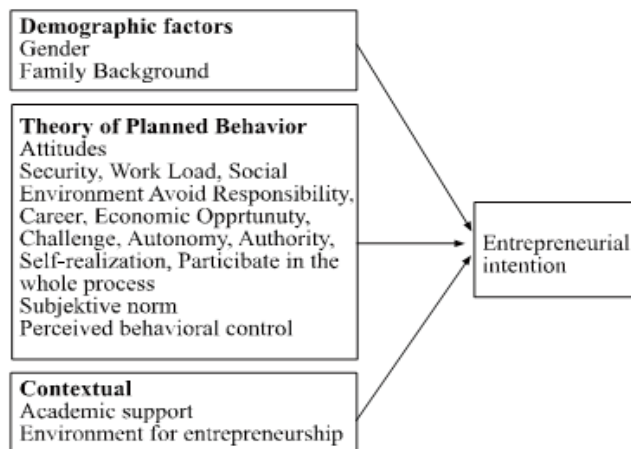 Demographic factors
Gender
Family Background
Theory of Planned Behavior
Attitudes
Security, Work Load, Social
Environment Avoid Responsibility,
Career, Economic Opprtunuty,
Challenge, Autonomy, Authority,
Self-realization, Participate in the
whole process
Subjektive norm
Perceived behavioral control
Contextual
Academic support
Environment for entrepreneurship
Entrepreneurial
intention